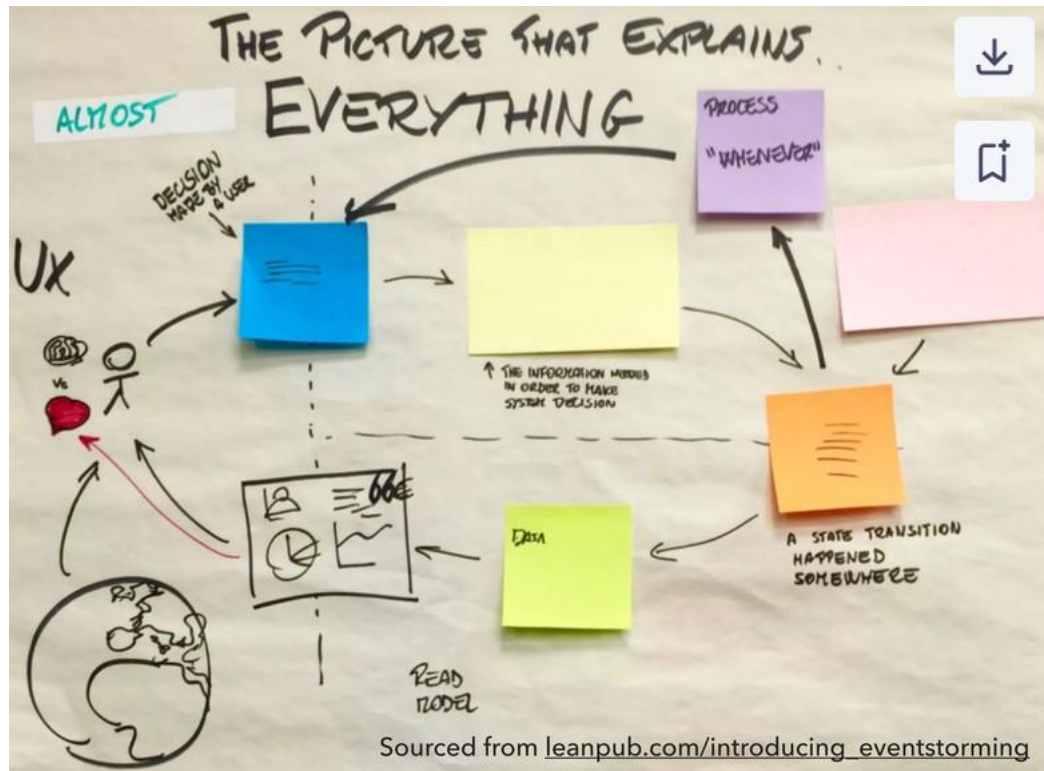 THE PICTURE THAT EXPLAINS..
ALMOST
EVERYTHING
PROCESS
"WHENEVER"
DECISION
MADE BY
A USER
UX
VS
↑ THE INFORMATION NEEDED
IN ORDER TO MAKE
SYSTEM DECISION
66€
DATA
A STATE TRANSITION
HAPPENED
SOMEWHERE
READ
MODEL
Sourced from leanpub.com/introducing_eventstorming